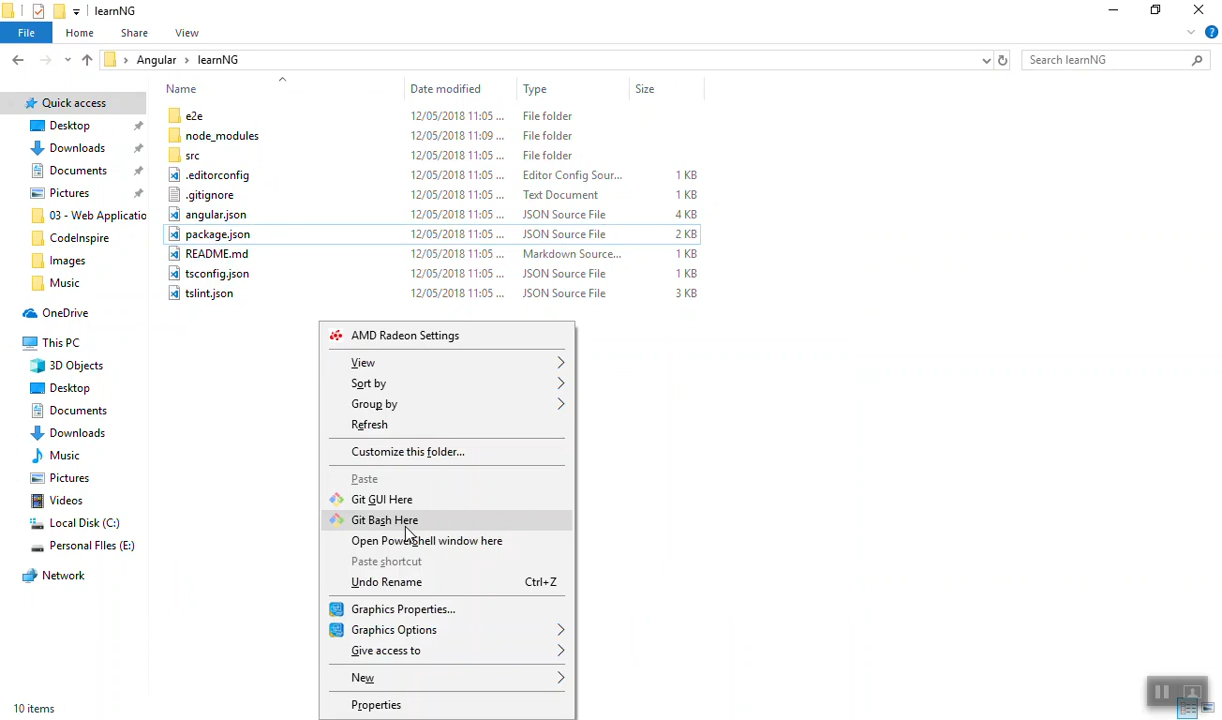 learnNG
File Home Share View
Angular learnNG Search learnNG
Name Date modified Type Size
Quick access
Desktop
Downloads
Documents
Pictures
03 - Web Applicatio
CodeInspire
Images
Music
OneDrive
This PC
3D Objects
Desktop
Documents
Downloads
Music
Pictures
Videos
Local Disk (C:)
Personal FIles (E:)
Network
e2e 12/05/2018 11:05 ... File folder
node_modules 12/05/2018 11:09 ... File folder
src 12/05/2018 11:05 ... File folder
.editorconfig 12/05/2018 11:05 ... Editor Config Sour... 1 KB
.gitignore 12/05/2018 11:05 ... Text Document 1 KB
angular.json 12/05/2018 11:05 ... JSON Source File 4 KB
package.json 12/05/2018 11:05 ... JSON Source File 2 KB
README.md 12/05/2018 11:05 ... Markdown Source... 1 KB
tsconfig.json 12/05/2018 11:05 ... JSON Source File 1 KB
tslint.json 12/05/2018 11:05 ... JSON Source File 3 KB
AMD Radeon Settings
View
Sort by
Group by
Refresh
Customize this folder...
Paste
Git GUI Here
Git Bash Here
Open PowerShell window here
Paste shortcut
Undo Rename Ctrl+Z
Graphics Properties...
Graphics Options
Give access to
New
Properties
10 items